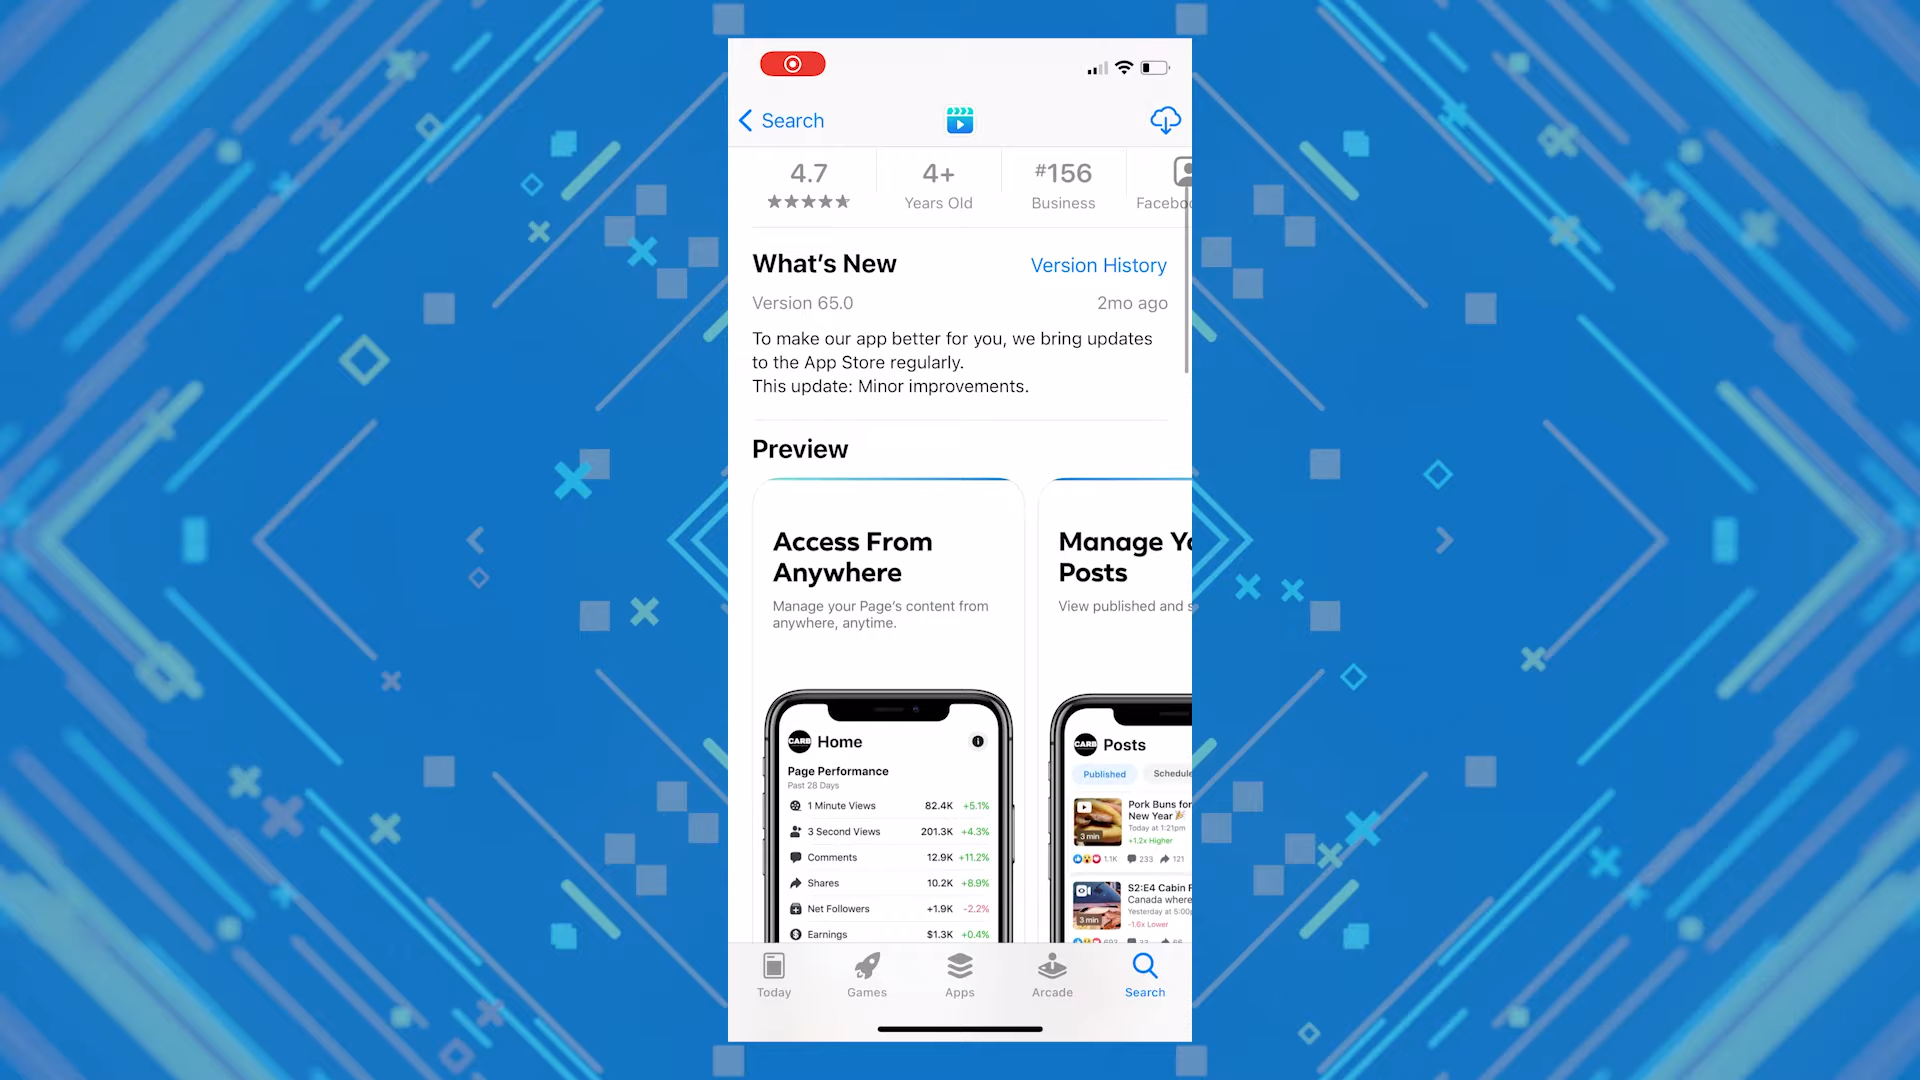 Search
4.7
4+
#156
Years Old
Business
Facebo
What's New
Version History
Version 65.0
2mo ago
To make our app better for you, we bring updates
to the App Store regularly.
This update: Minor improvements.
Preview
Access From
Anywhere
Manage your Page's content from
anywhere, anytime.
CARB
Home
Page Performance
Past 28 Days
1 Minute Views 82.4K +5.1%
3 Second Views 201.3K +4.3%
Comments 12.9K +11.2%
Shares 10.2K +8.9%
Net Followers +1.9K -2.2%
Earnings $1.3K +0.4%
Manage Yo
Posts
View published and s
CARB
Posts
Published
Schedule
Pork Buns for
New Year
Today at 1:21pm
+1.2x Higher
3 min
1.1K 233 121
S2:E4 Cabin F
Canada where
Yesterday at 5:00p
-1.6x Lower
3 min
Today
Games
Apps
Arcade
Search